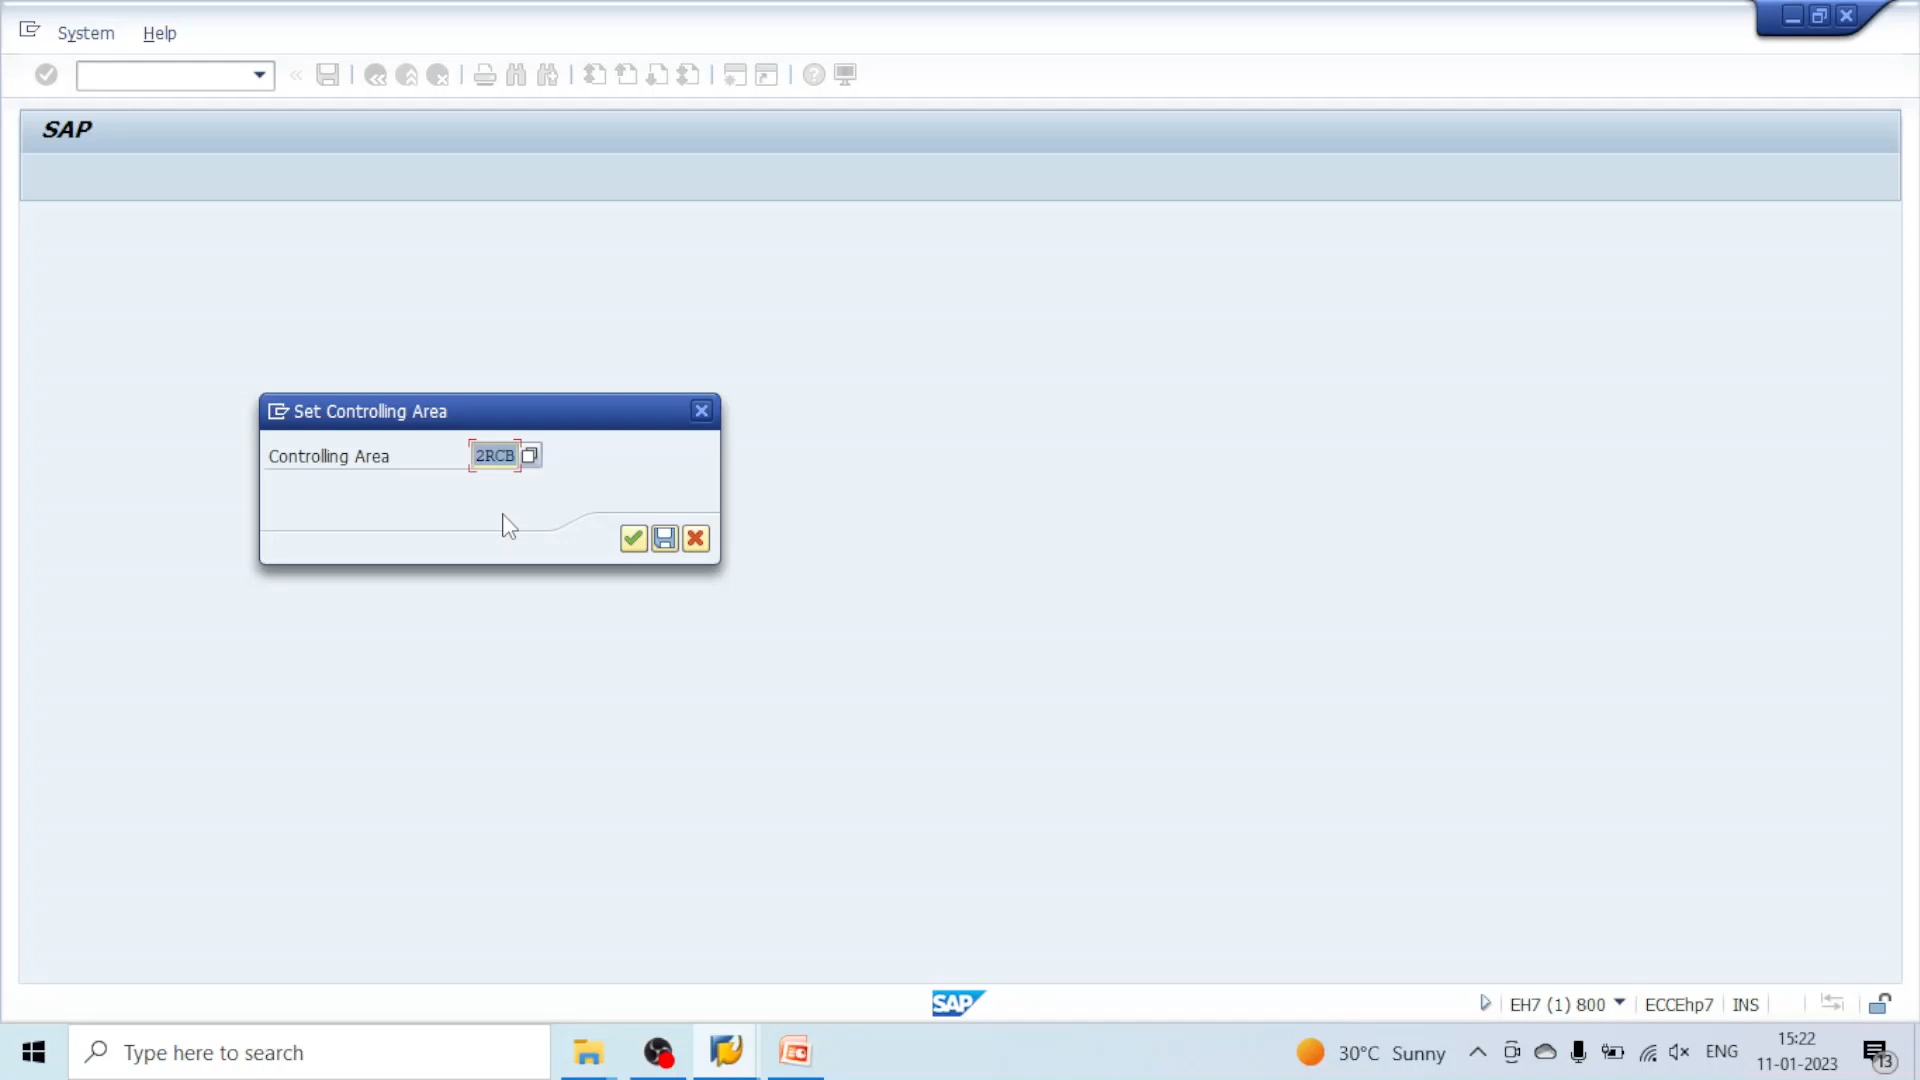 System Help
SAP
Set Controlling Area
Controlling Area 2RCB
SAP
EH7 (1) 800 ECCEhp7 INS
Type here to search
30°C Sunny
ENG
15:22
11-01-2023
13